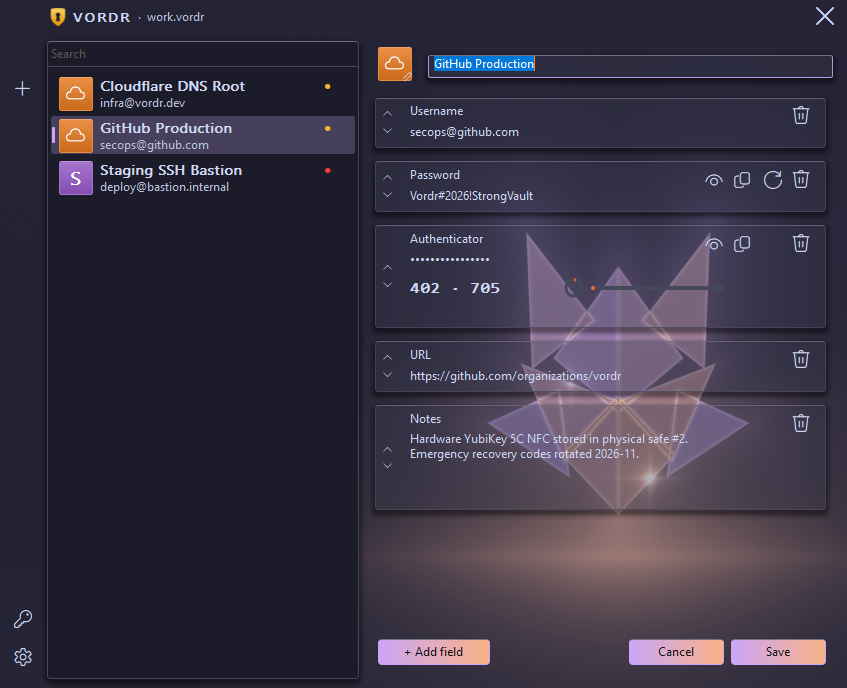 VORDR · work.vordr
Search
Cloudflare DNS Root
infra@vordr.dev
GitHub Production
secops@github.com
S
Staging SSH Bastion
deploy@bastion.internal
GitHub Production
Username
secops@github.com
Password
Vordr#2026!StrongVault
Authenticator
••••••••••••••••
402 - 705
URL
https://github.com/organizations/vordr
Notes
Hardware YubiKey 5C NFC stored in physical safe #2.
Emergency recovery codes rotated 2026-11.
+ Add field
Cancel
Save